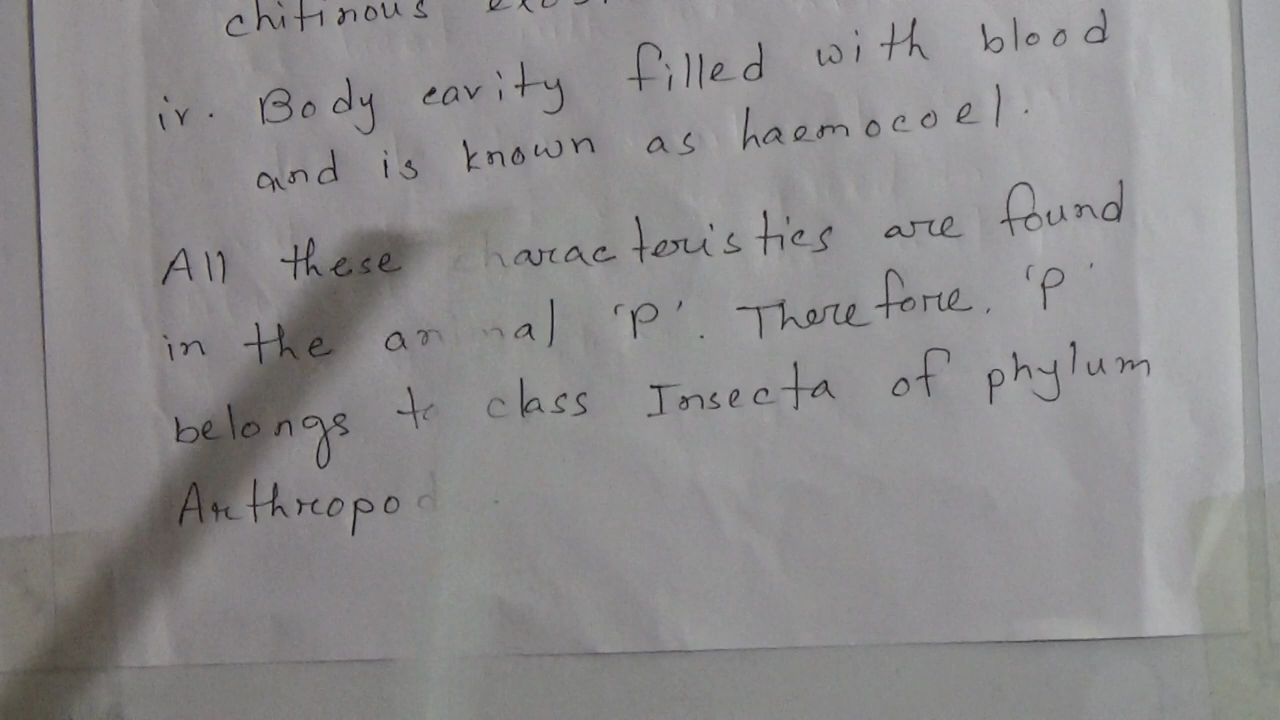 chitinous
iv. Body cavity filled with blood
and is known as haemocoel.
All these characteristics are found
in the animal 'P'. Therefore, 'P'
belongs to class Insecta of phylum
Arthropod